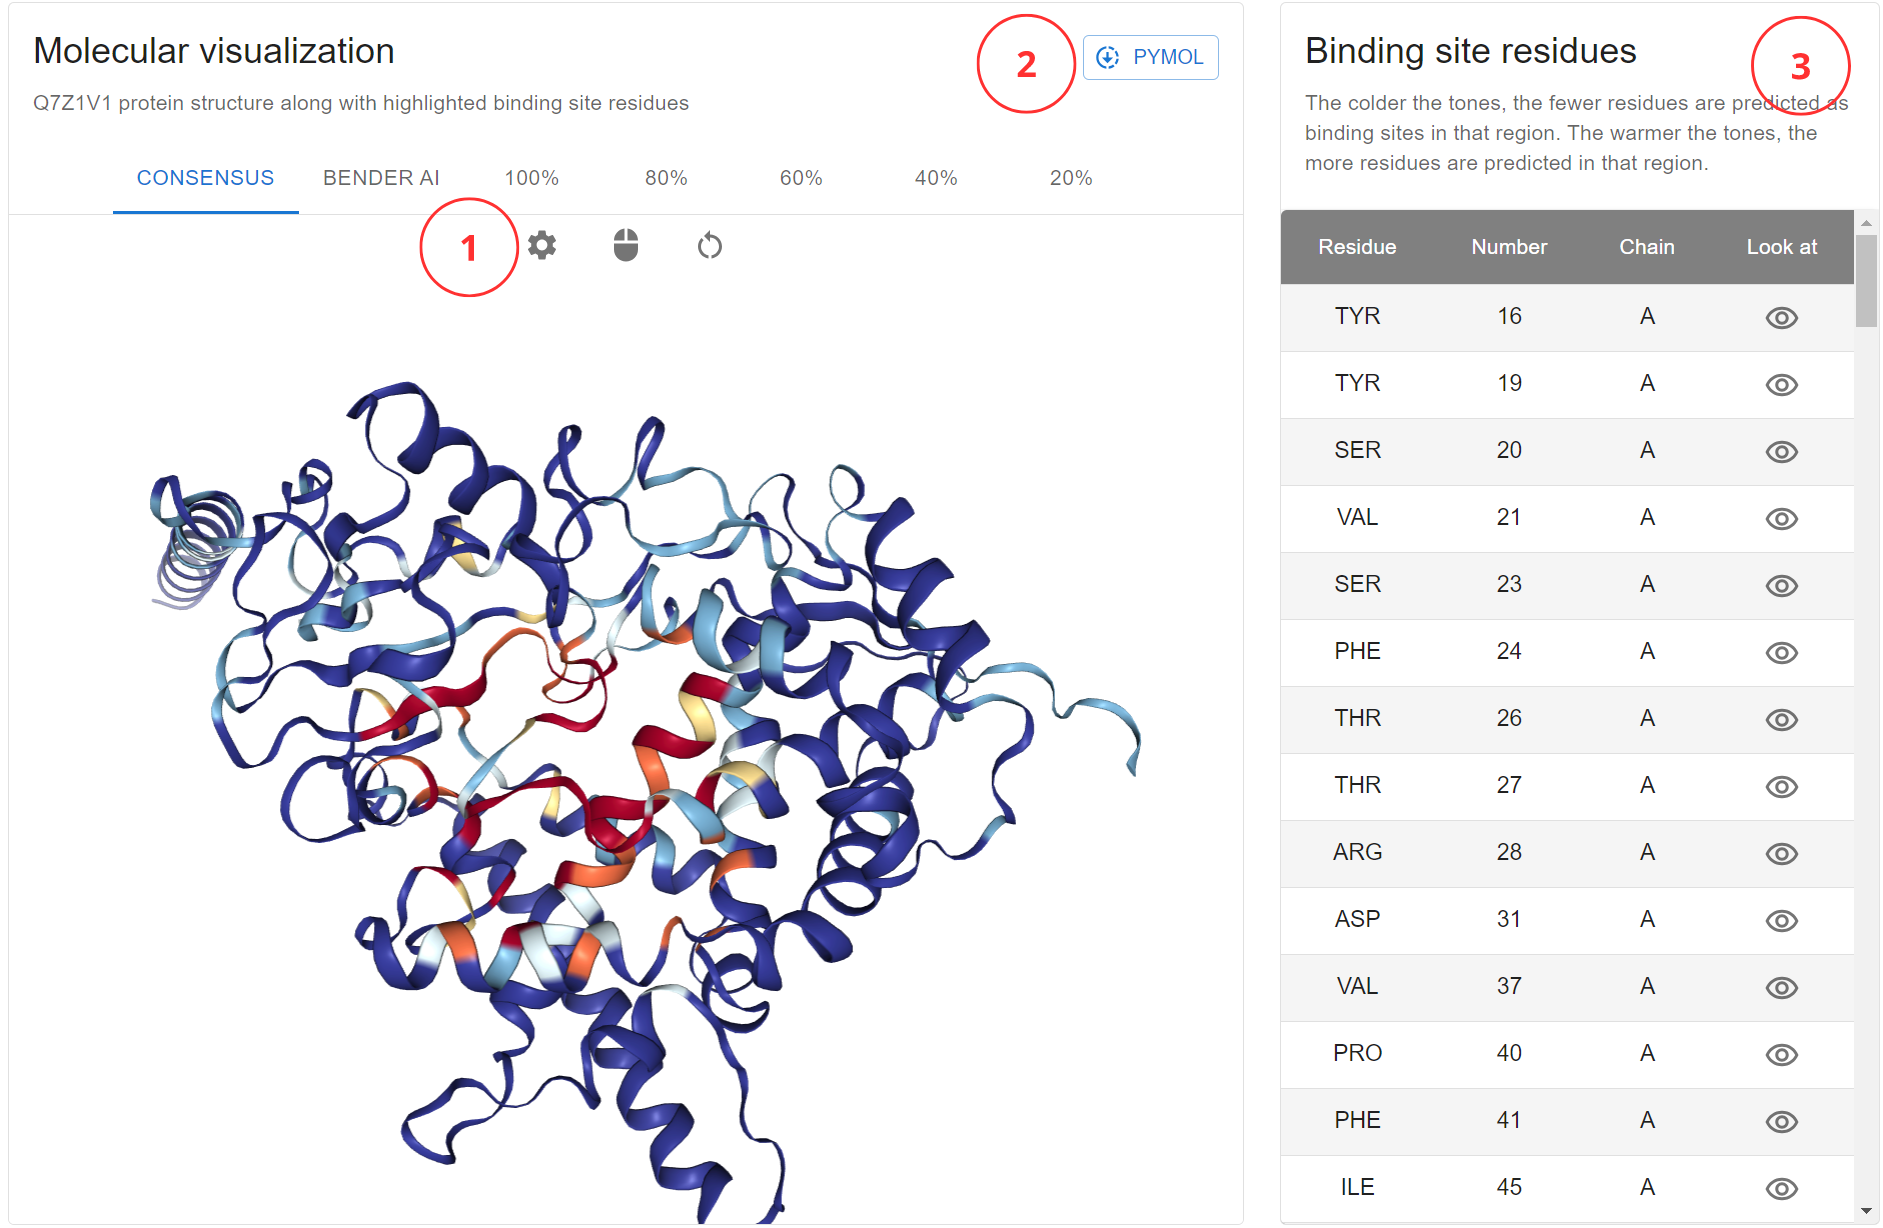 Molecular visualization
2
PYMOL
Q7Z1V1 protein structure along with highlighted binding site residues
CONSENSUS BENDER AI 100% 80% 60% 40% 20%
1
Binding site residues
3
The colder the tones, the fewer residues are predicted as
binding sites in that region. The warmer the tones, the
more residues are predicted in that region.
Residue Number Chain Look at
TYR 16 A
TYR 19 A
SER 20 A
VAL 21 A
SER 23 A
PHE 24 A
THR 26 A
THR 27 A
ARG 28 A
ASP 31 A
VAL 37 A
PRO 40 A
PHE 41 A
ILE 45 A